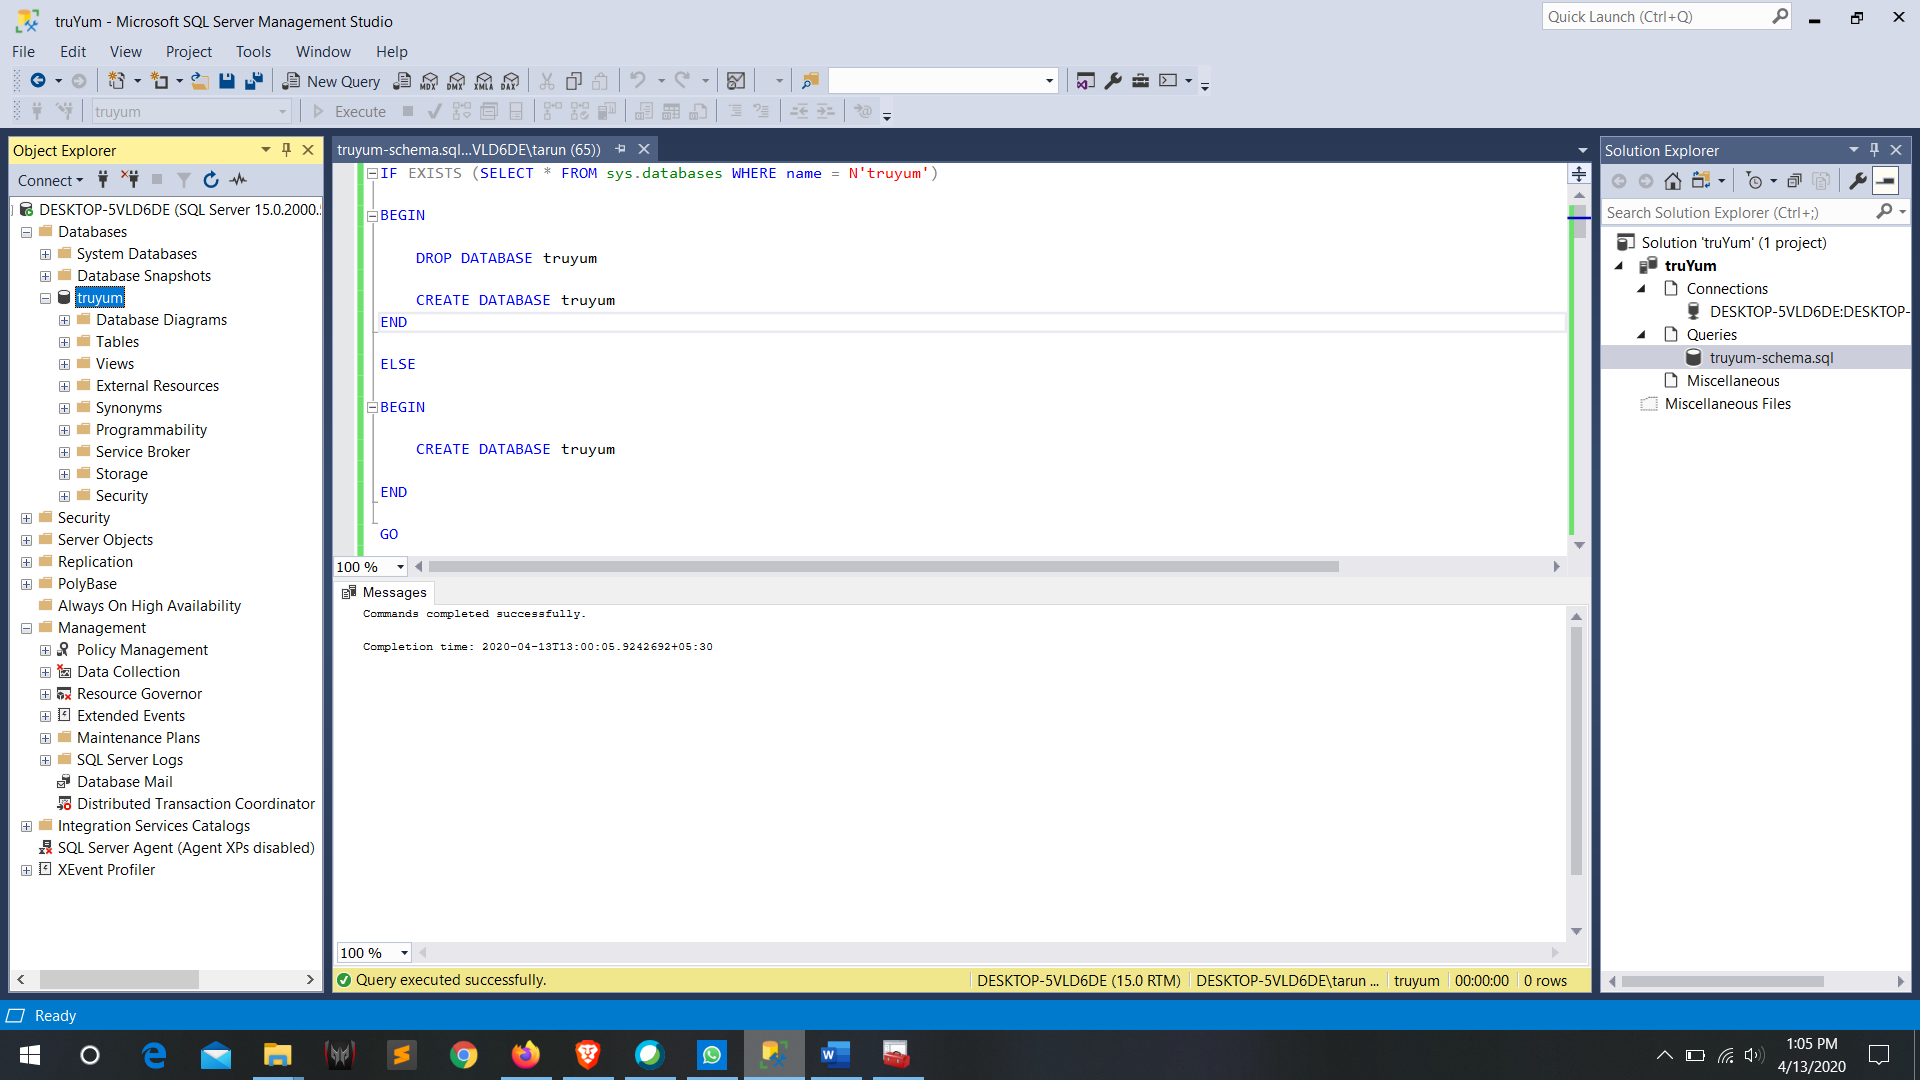 truYum - Microsoft SQL Server Management Studio
Quick Launch (Ctrl+Q)
File Edit View Project Tools Window Help
New Query
MDX DMX XMLA DAX
truyum
Execute
Object Explorer
Connect
DESKTOP-5VLD6DE (SQL Server 15.0.2000.
Databases
System Databases
Database Snapshots
truyum
Database Diagrams
Tables
Views
External Resources
Synonyms
Programmability
Service Broker
Storage
Security
Security
Server Objects
Replication
PolyBase
Always On High Availability
Management
Policy Management
Data Collection
Resource Governor
Extended Events
Maintenance Plans
SQL Server Logs
Database Mail
Distributed Transaction Coordinator
Integration Services Catalogs
SQL Server Agent (Agent XPs disabled)
XEvent Profiler
truyum-schema.sql...VLD6DE\tarun (65))
IF EXISTS (SELECT * FROM sys.databases WHERE name = N'truyum')
BEGIN
DROP DATABASE truyum
CREATE DATABASE truyum
END
ELSE
BEGIN
CREATE DATABASE truyum
END
GO
100 %
Messages
Commands completed successfully.
Completion time: 2020-04-13T13:00:05.9242692+05:30
100 %
Query executed successfully.
DESKTOP-5VLD6DE (15.0 RTM)
DESKTOP-5VLD6DE\tarun ...
truyum
00:00:00
0 rows
Solution Explorer
Search Solution Explorer (Ctrl+;)
Solution 'truYum' (1 project)
truYum
Connections
DESKTOP-5VLD6DE:DESKTOP-
Queries
truyum-schema.sql
Miscellaneous
Miscellaneous Files
Ready
1:05 PM
4/13/2020